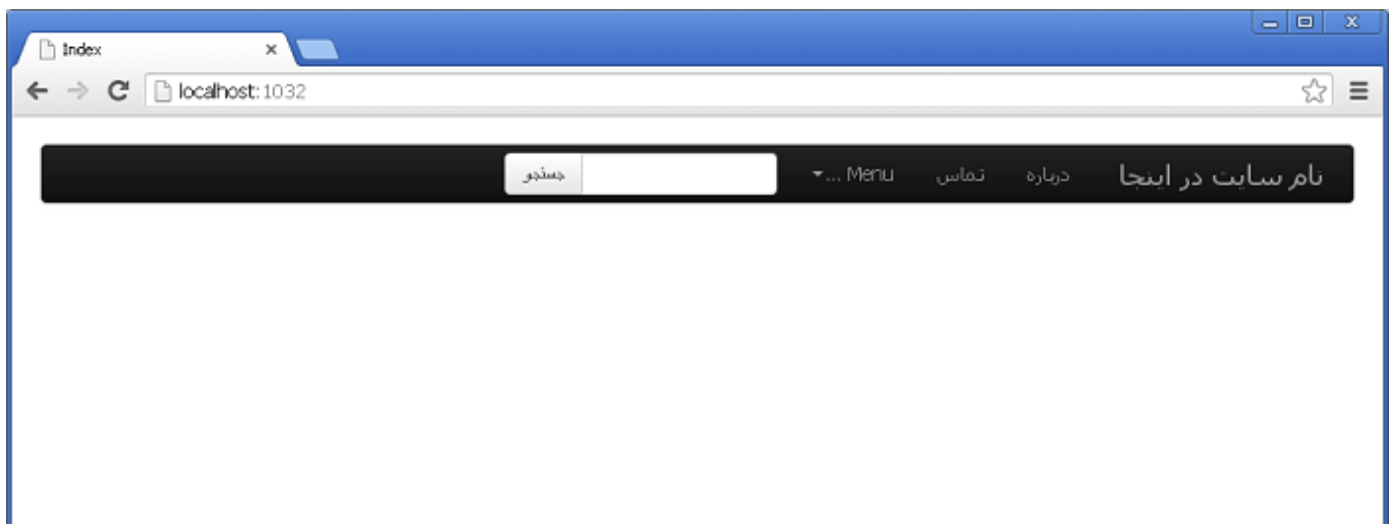 Index
localhost:1032
نام سایت در اینجا درباره تماس Menu ... جستجو